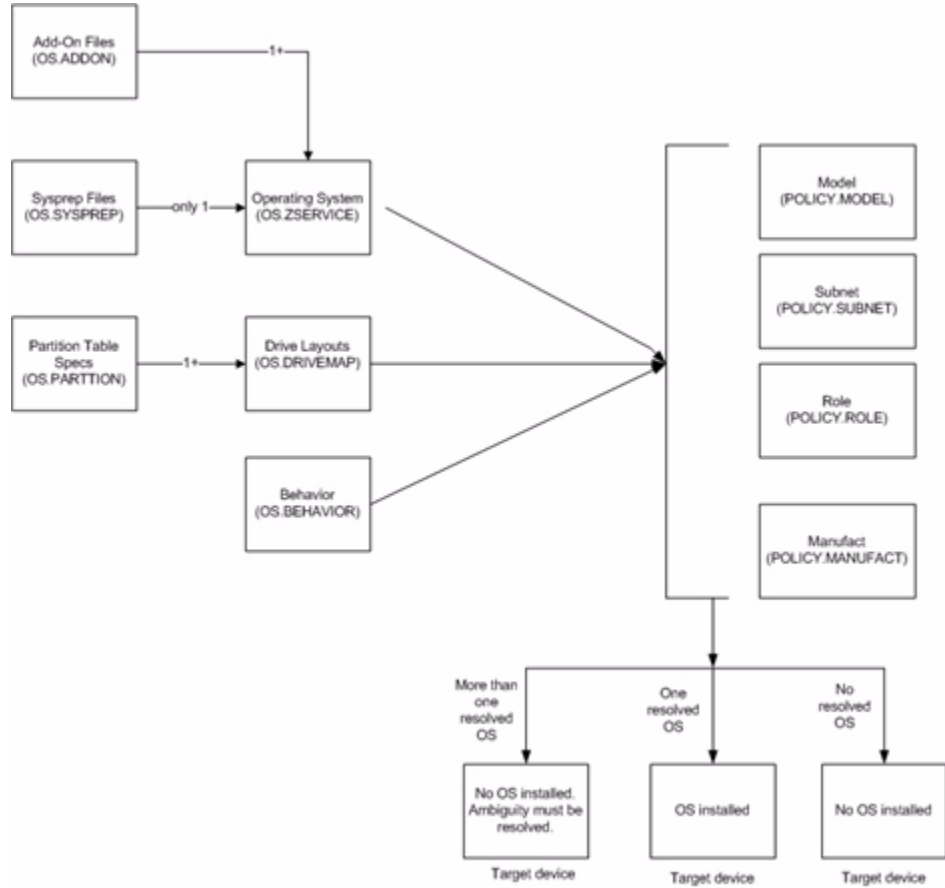 Add-On Files
(OS.ADDON)
1+
Sysprep Files
(OS.SYSPREP)
only 1
Operating System
(OS.ZSERVICE)
Partition Table
Specs
(OS.PARTTION)
1+
Drive Layouts
(OS.DRIVEMAP)
Behavior
(OS.BEHAVIOR)
Model
(POLICY.MODEL)
Subnet
(POLICY.SUBNET)
Role
(POLICY.ROLE)
Manufact
(POLICY.MANUFACT)
More than
one
resolved
OS
One
resolved
OS
No
resolved
OS
No OS installed.
Ambiguity must be
resolved.
OS installed
No OS installed
Target device
Target device
Target device